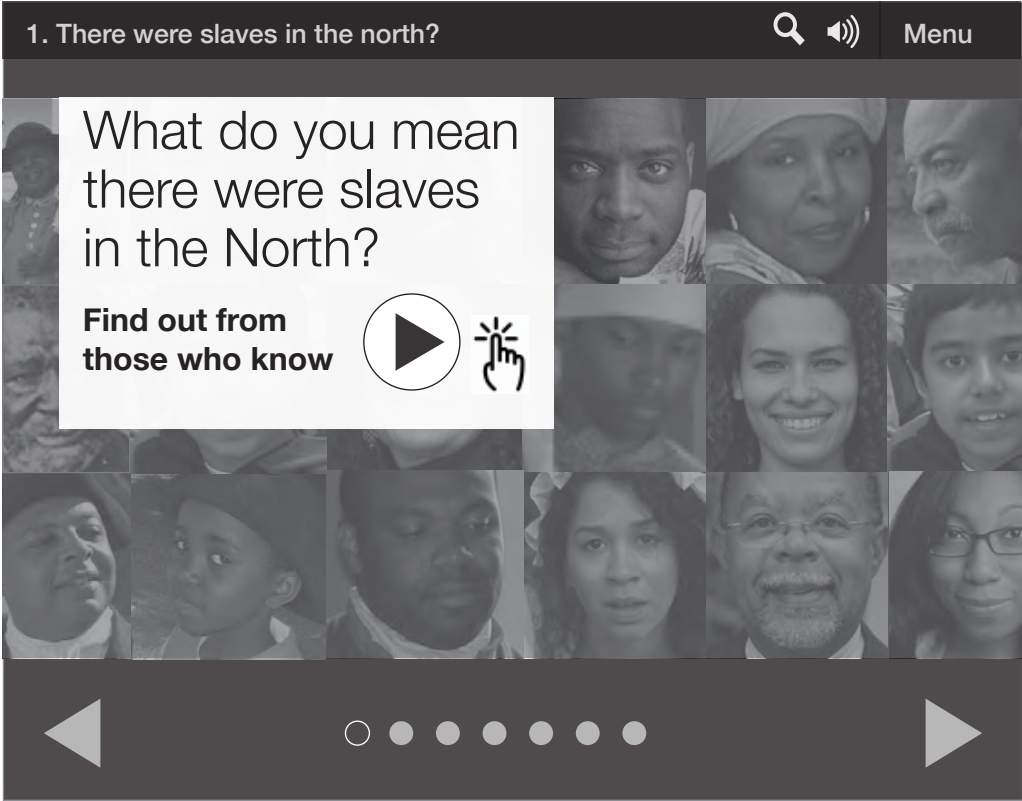 1. There were slaves in the north?
Menu
What do you mean
there were slaves
in the North?
Find out from
those who know